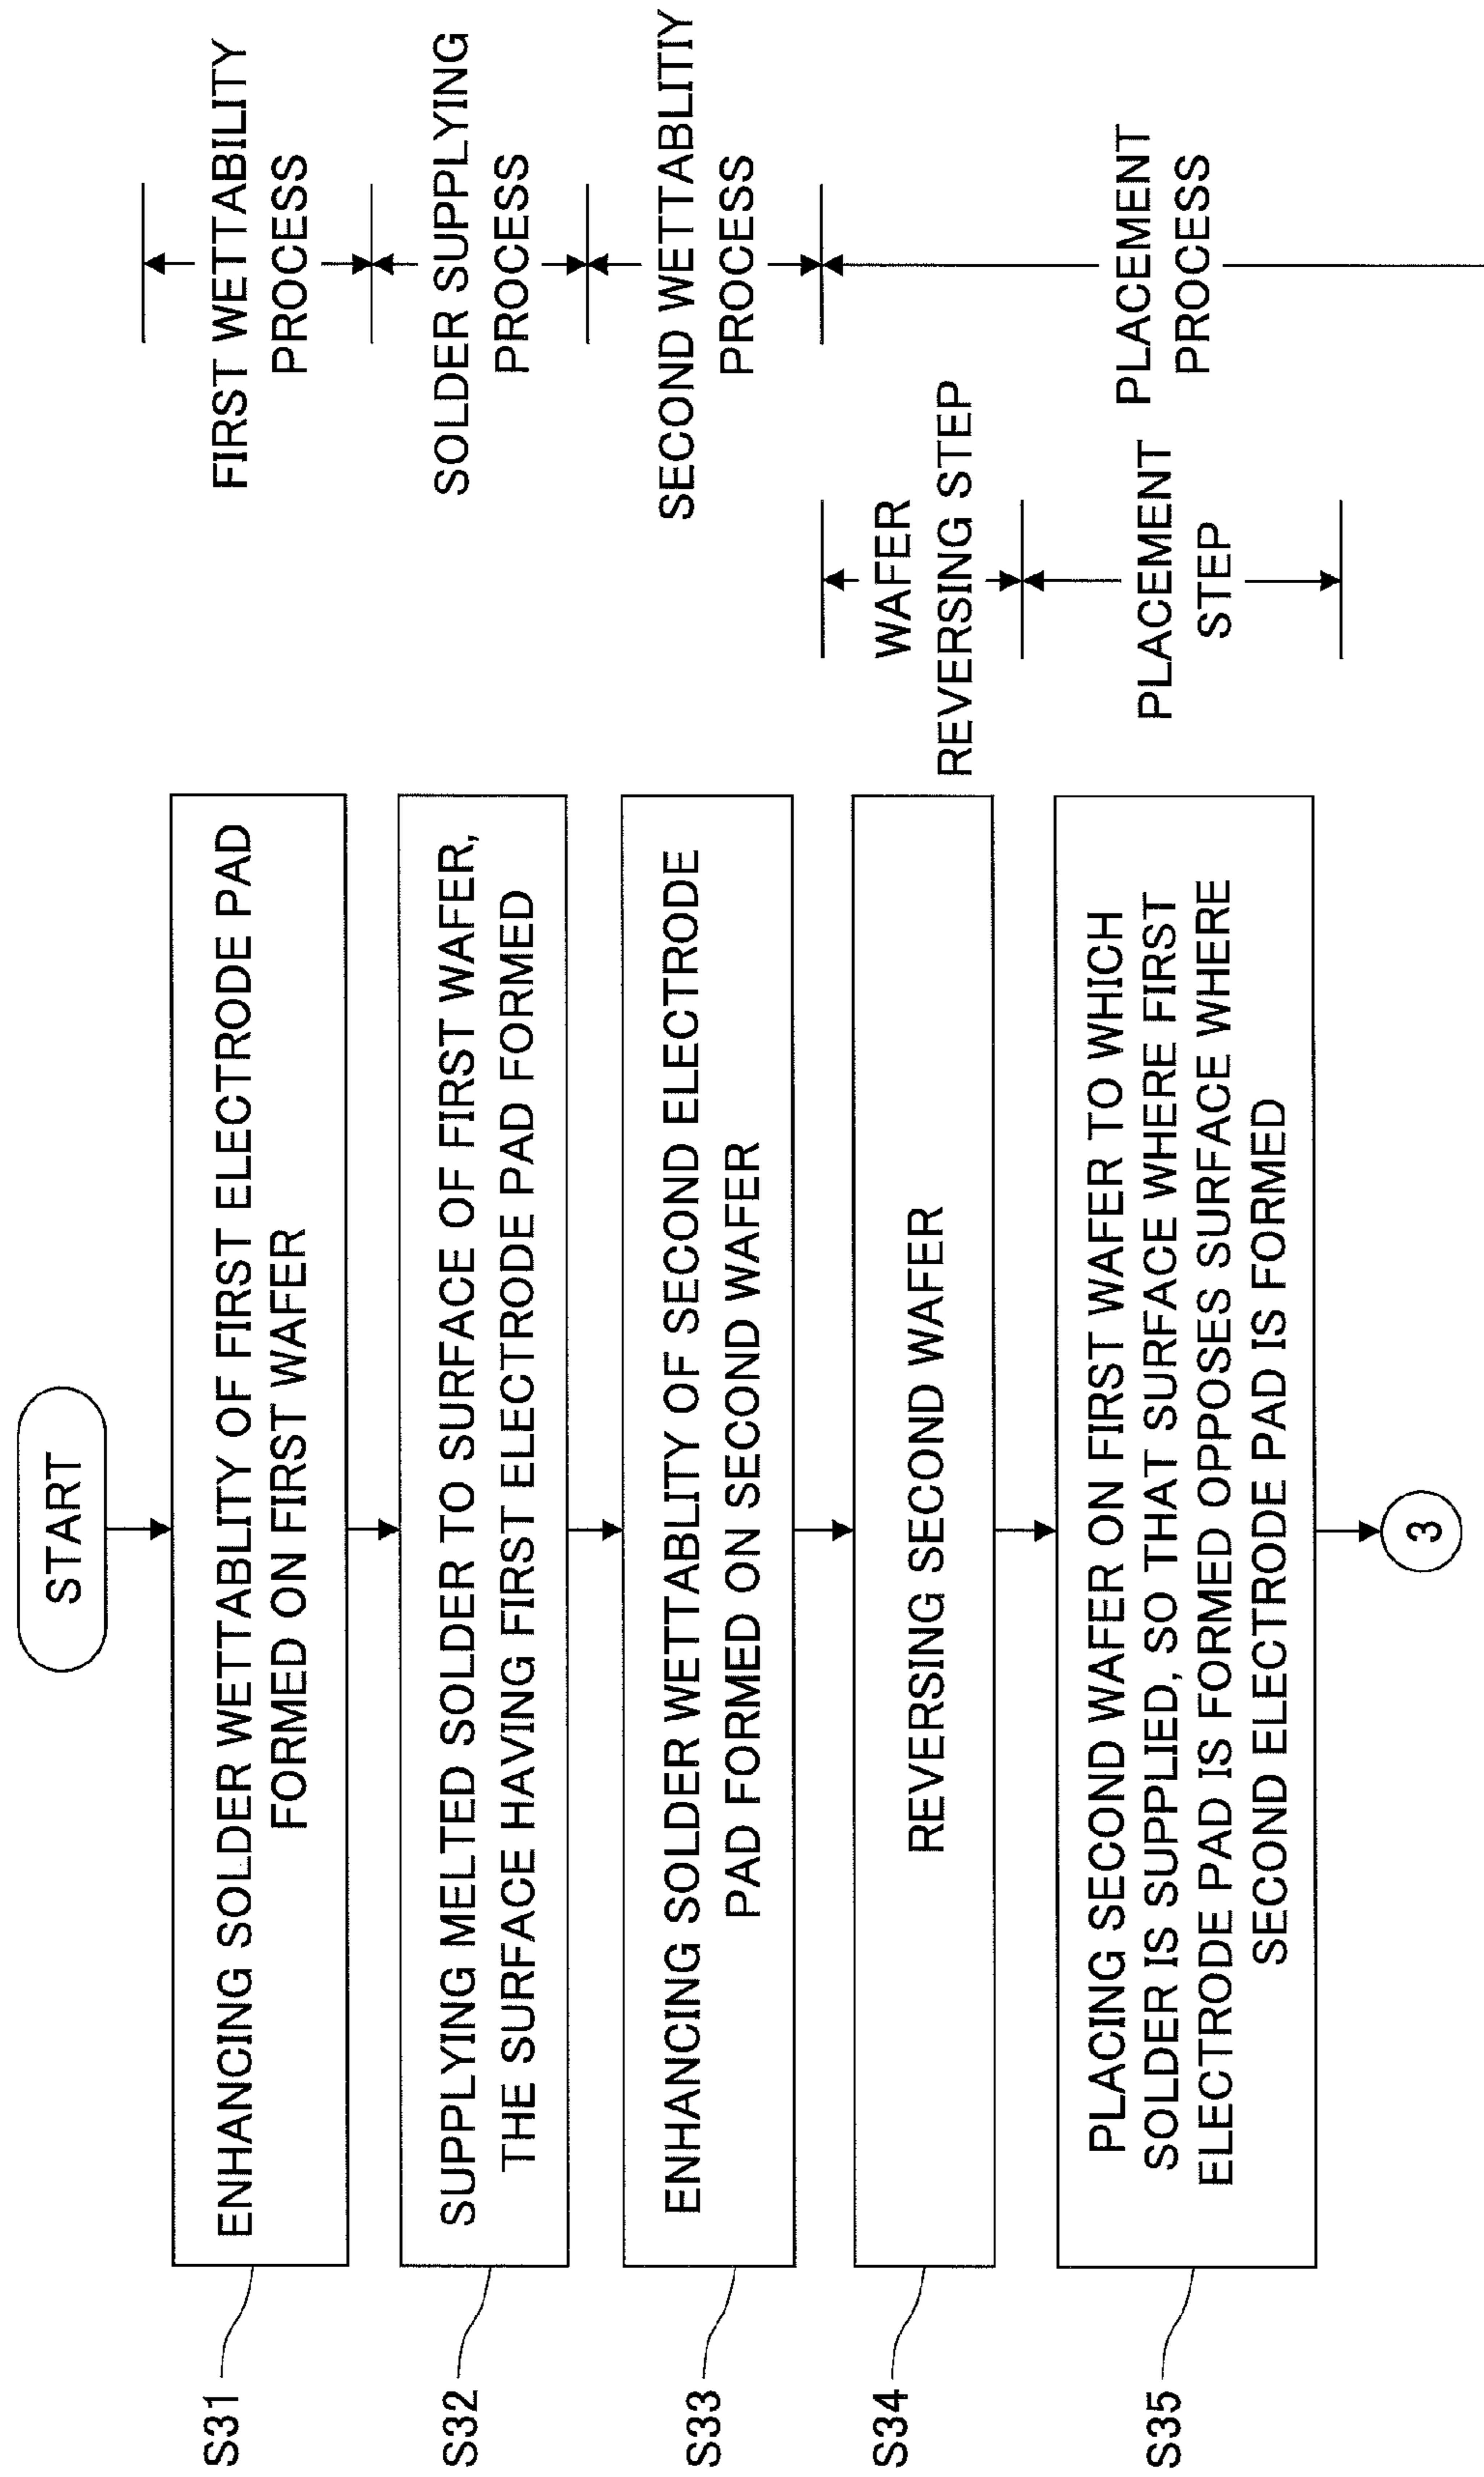 START
S31
ENHANCING SOLDER WETTABLITY OF FIRST ELECTRODE PAD
FORMED ON FIRST WAFER
FIRST WETTABILITY
PROCESS
S32
SUPPLYING MELTED SOLDER TO SURFACE OF FIRST WAFER,
THE SURFACE HAVING FIRST ELECTRODE PAD FORMED
SOLDER SUPPLYING
PROCESS
S33
ENHANCING SOLDER WETTABLITY OF SECOND ELECTRODE
PAD FORMED ON SECOND WAFER
SECOND WETTABLITIY
PROCESS
S34
REVERSING SECOND WAFER
WAFER
REVERSING STEP
S35
PLACING SECOND WAFER ON FIRST WAFER TO WHICH
SOLDER IS SUPPLIED, SO THAT SURFACE WHERE FIRST
ELECTRODE PAD IS FORMED OPPOSES SURFACE WHERE
SECOND ELECTRODE PAD IS FORMED
PLACEMENT
STEP
PLACEMENT
PROCESS
3